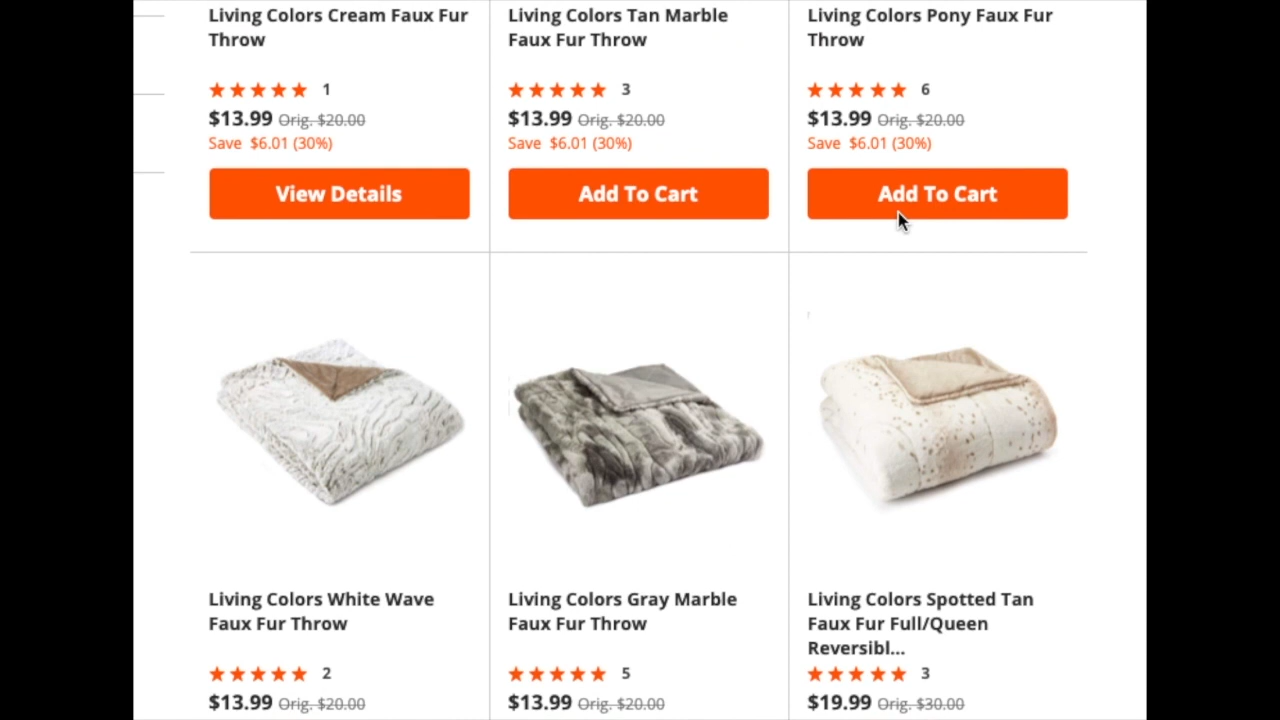 Living Colors Cream Faux Fur
Throw
1
$13.99 Orig. $20.00
Save $6.01 (30%)
View Details
Living Colors Tan Marble
Faux Fur Throw
3
$13.99 Orig. $20.00
Save $6.01 (30%)
Add To Cart
Living Colors Pony Faux Fur
Throw
6
$13.99 Orig. $20.00
Save $6.01 (30%)
Add To Cart
Living Colors White Wave
Faux Fur Throw
2
$13.99 Orig. $20.00
Living Colors Gray Marble
Faux Fur Throw
5
$13.99 Orig. $20.00
Living Colors Spotted Tan
Faux Fur Full/Queen
Reversibl...
3
$19.99 Orig. $30.00